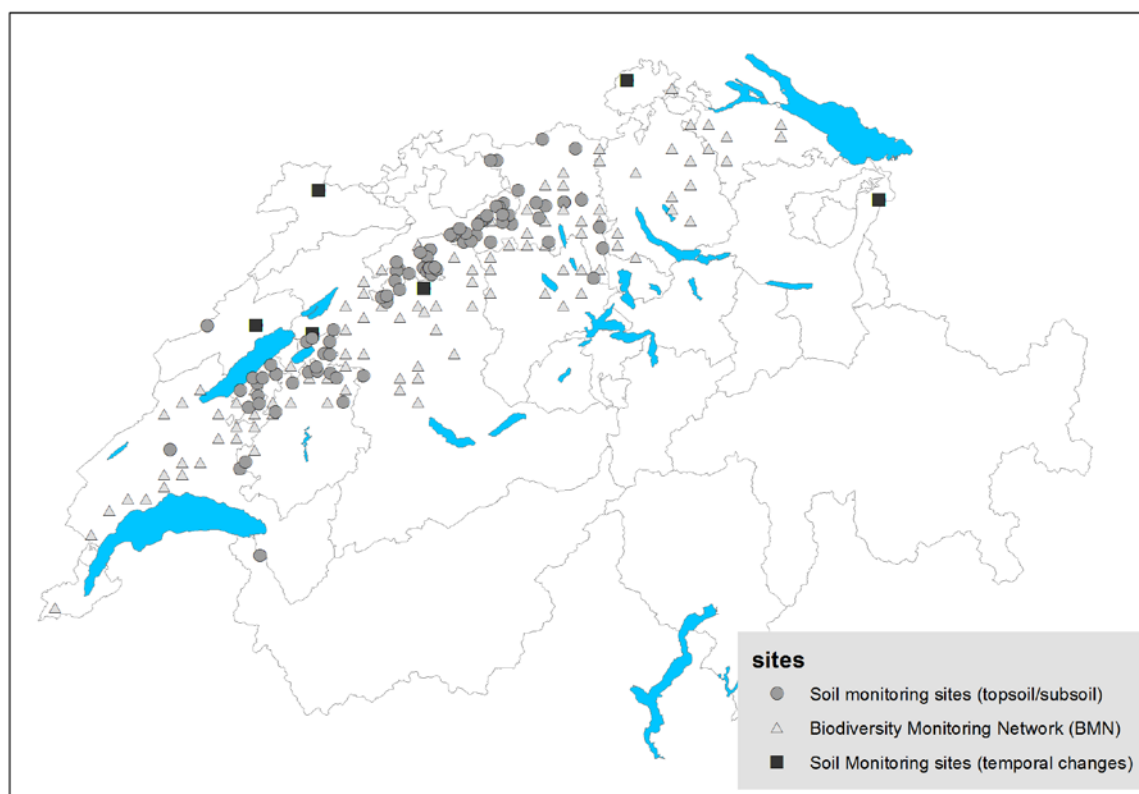 sites
Soil monitoring sites (topsoil/subsoil)
Biodiversity Monitoring Network (BMN)
Soil Monitoring sites (temporal changes)